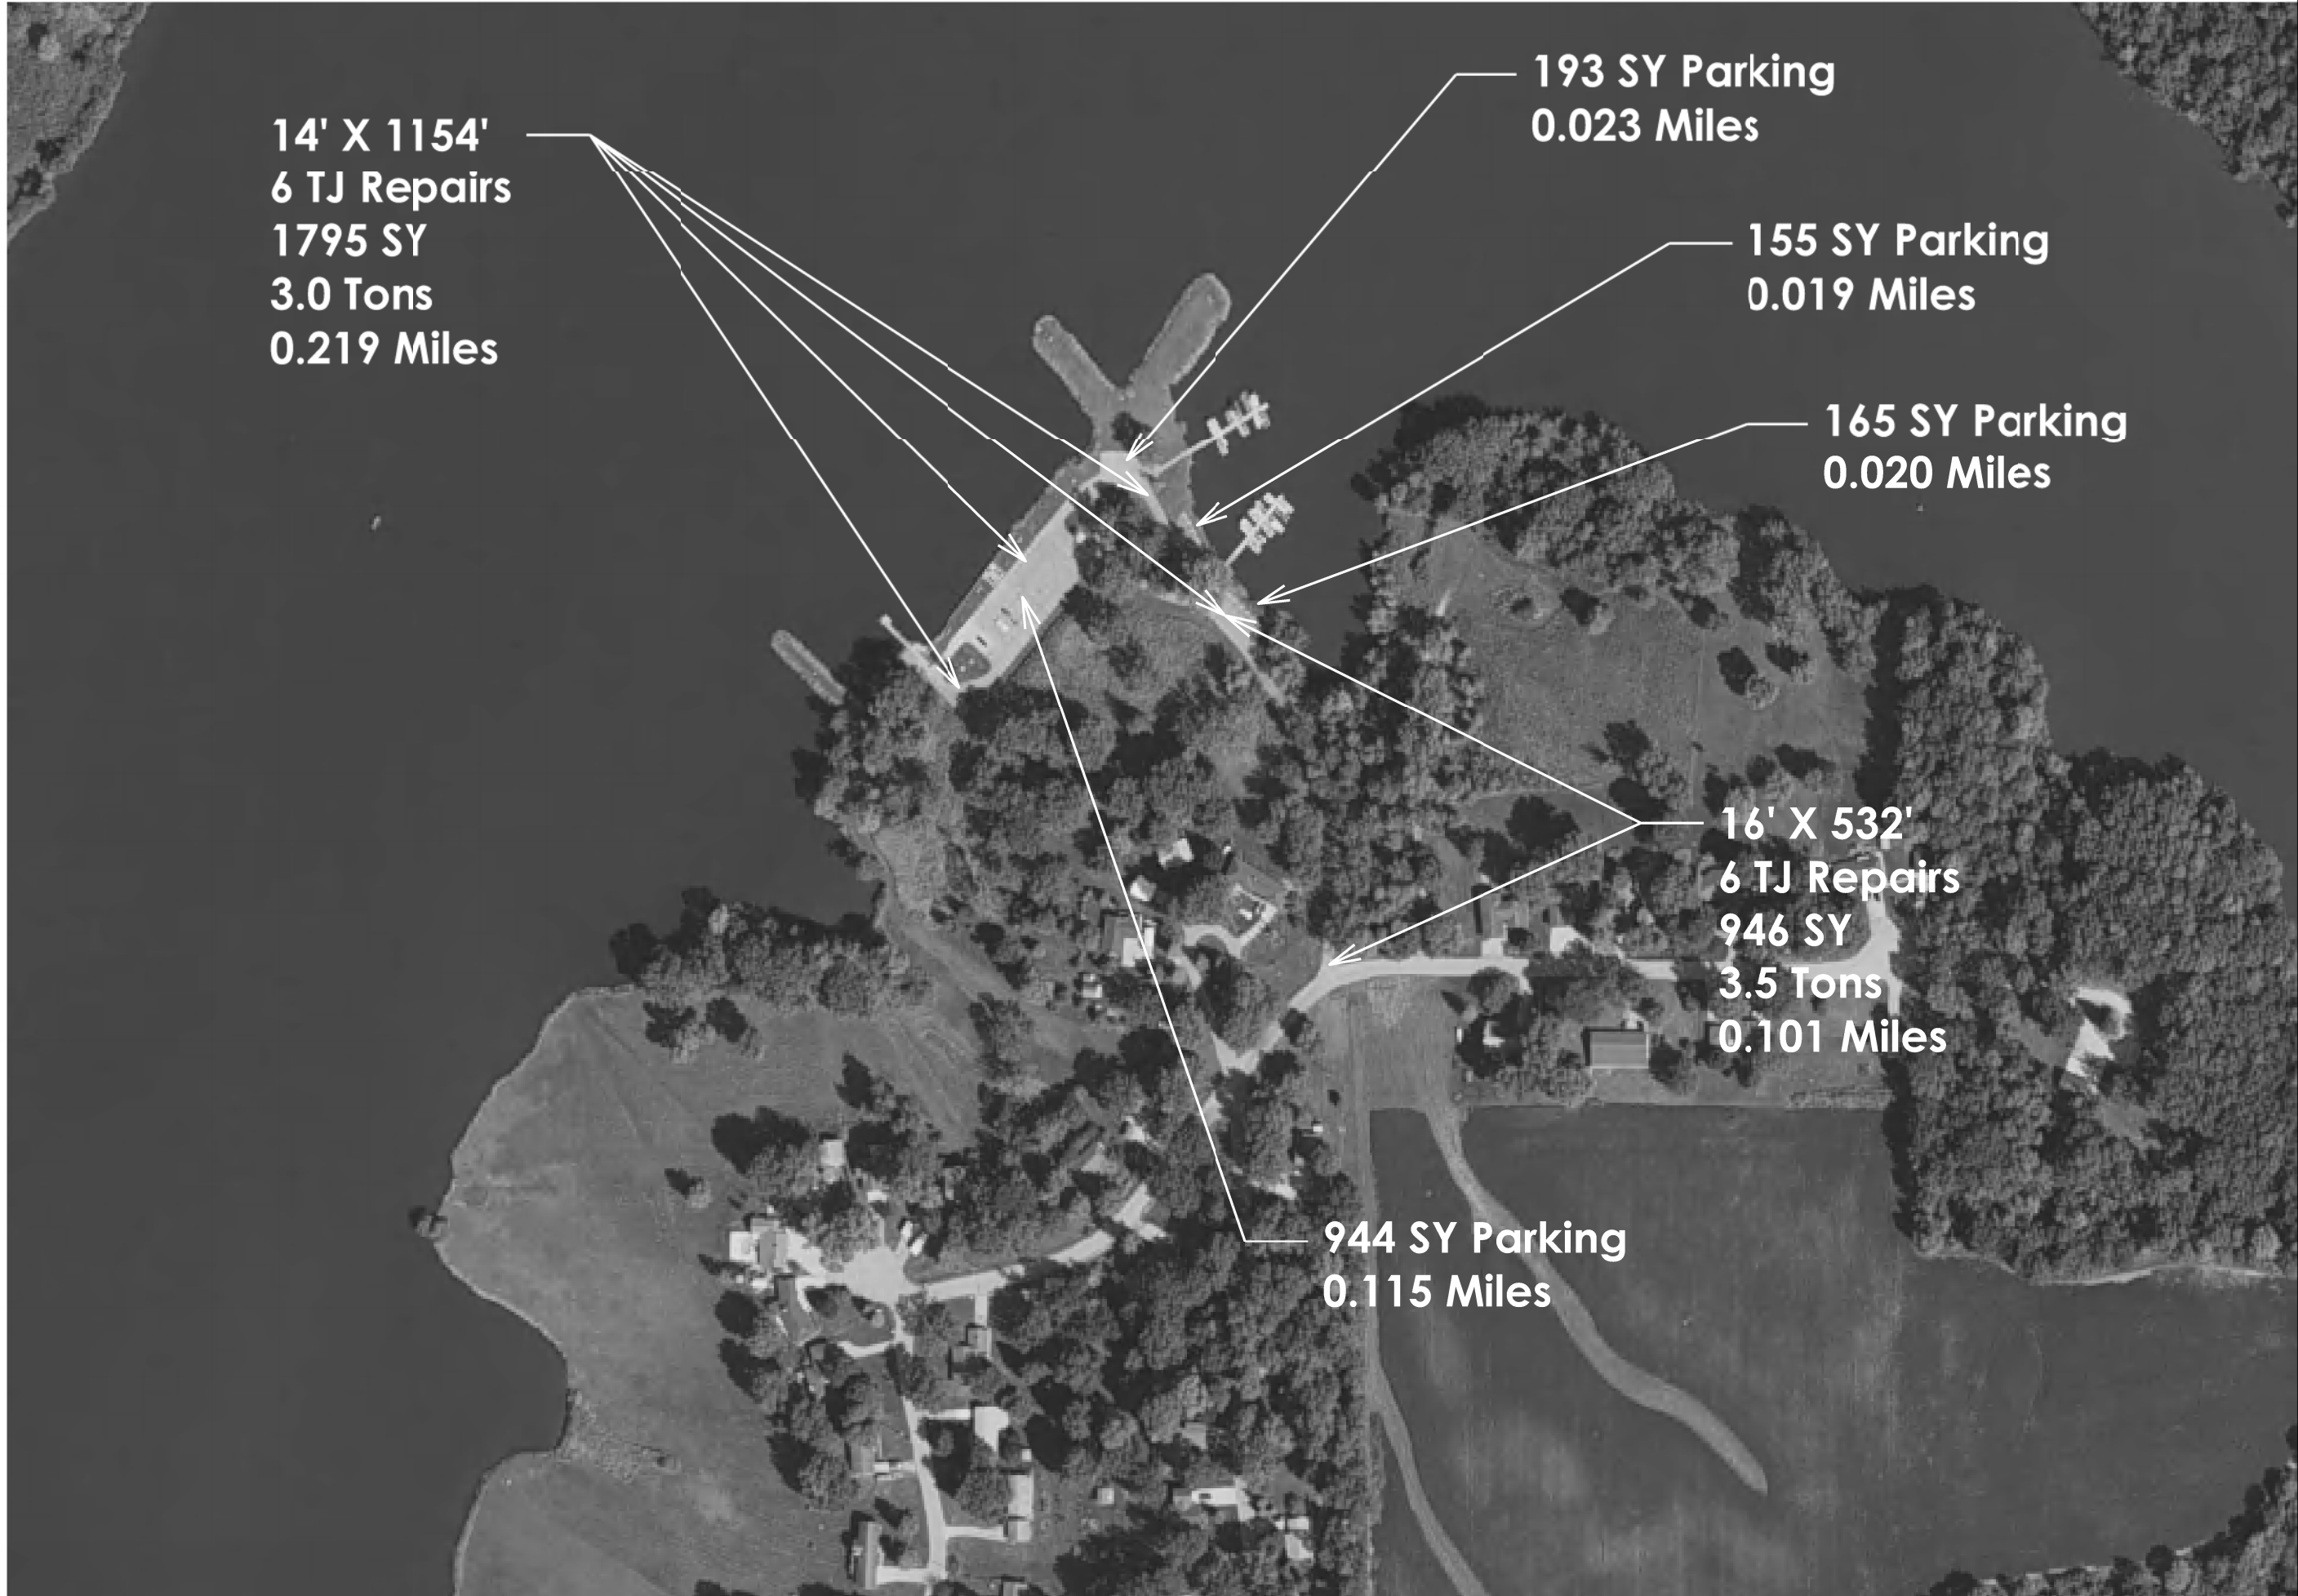 193 SY Parking
0.023 Miles
14' X 1154'
6 TJ Repairs
1795 SY
3.0 Tons
0.219 Miles
155 SY Parking
0.019 Miles
165 SY Parking
0.020 Miles
16' X 532'
6 TJ Repairs
946 SY
3.5 Tons
0.101 Miles
944 SY Parking
0.115 Miles